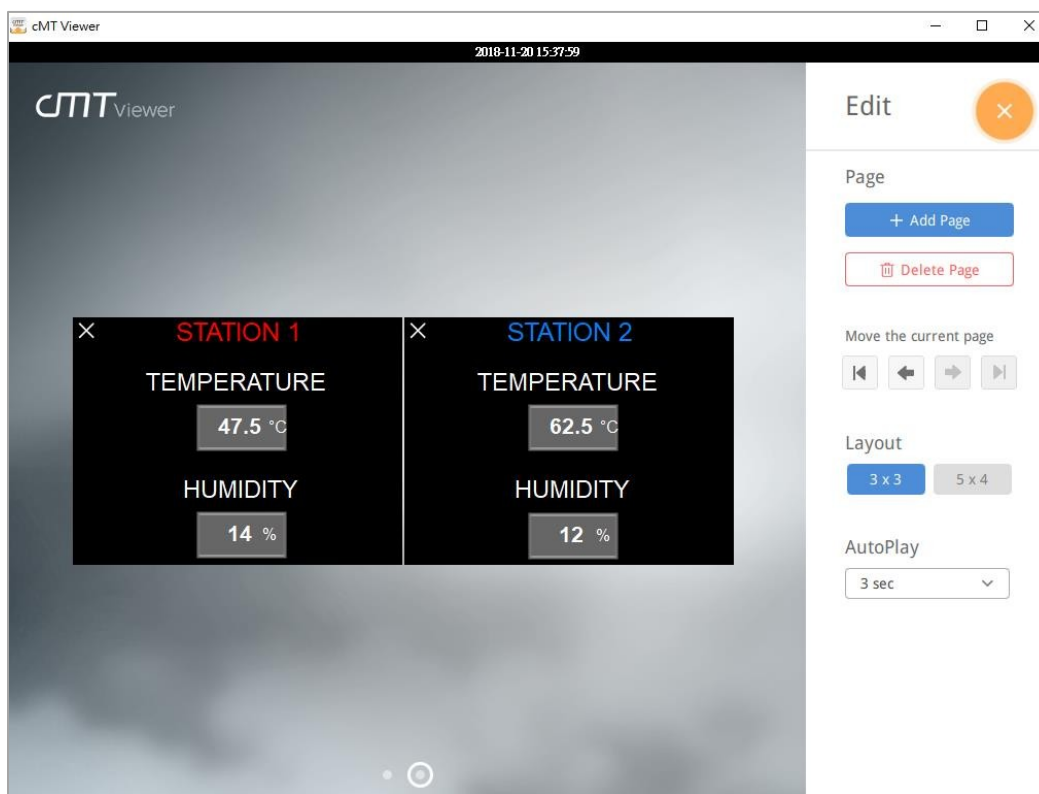 cMT Viewer
2018-11-20 15:37:59
cMT Viewer
Edit
Page
+ Add Page
Delete Page
Move the current page
Layout
3 x 3
5 x 4
AutoPlay
3 sec
STATION 1
TEMPERATURE
47.5 °C
HUMIDITY
14 %
STATION 2
TEMPERATURE
62.5 °C
HUMIDITY
12 %